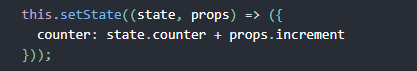 this.setState((state, props) => ({
  counter: state.counter + props.increment
}));